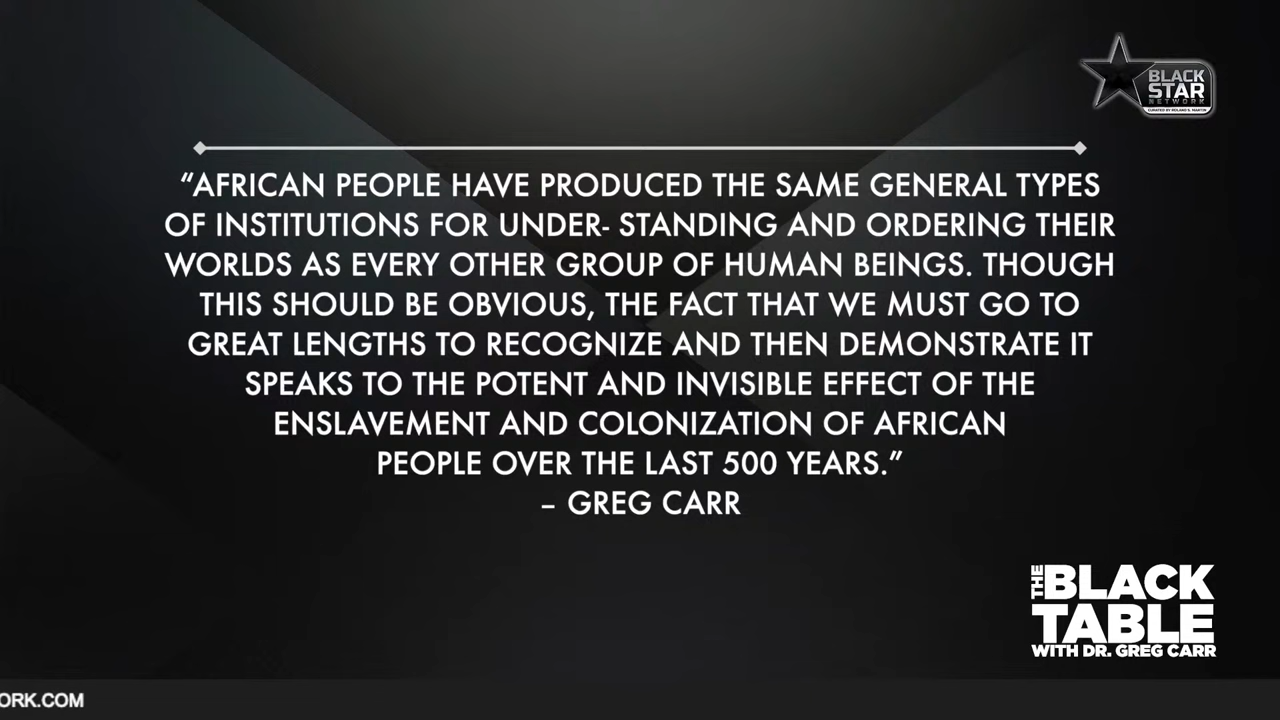 BLACK
STAR
NETWORK
CURATED BY ROLAND S. MARTIN
“AFRICAN PEOPLE HAVE PRODUCED THE SAME GENERAL TYPES
OF INSTITUTIONS FOR UNDER- STANDING AND ORDERING THEIR
WORLDS AS EVERY OTHER GROUP OF HUMAN BEINGS. THOUGH
THIS SHOULD BE OBVIOUS, THE FACT THAT WE MUST GO TO
GREAT LENGTHS TO RECOGNIZE AND THEN DEMONSTRATE IT
SPEAKS TO THE POTENT AND INVISIBLE EFFECT OF THE
ENSLAVEMENT AND COLONIZATION OF AFRICAN
PEOPLE OVER THE LAST 500 YEARS.”
– GREG CARR
THE BLACK
TABLE
WITH DR. GREG CARR
ORK.COM